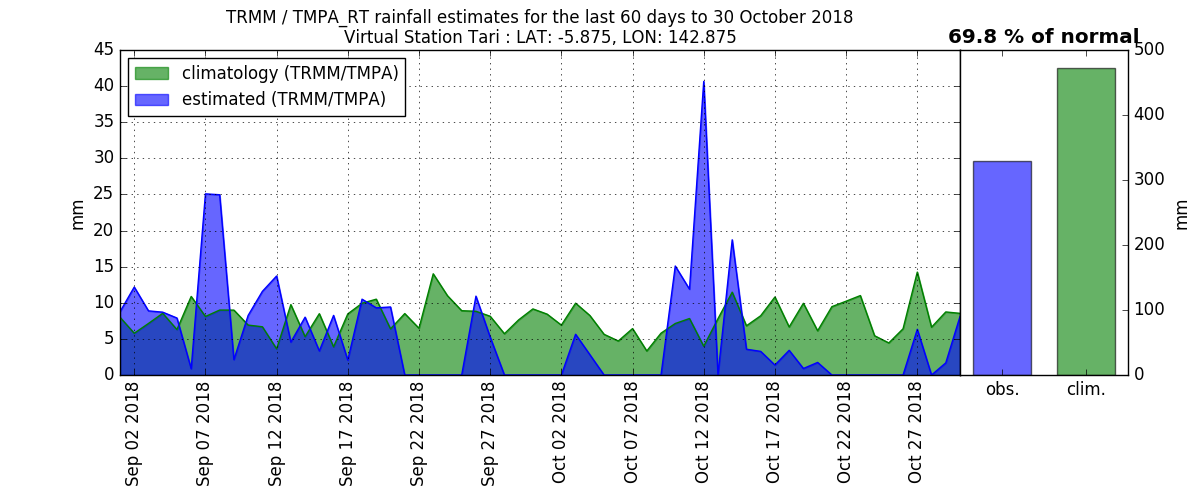 TRMM / TMPA_RT rainfall estimates for the last 60 days to 30 October 2018
Virtual Station Tari : LAT: -5.875, LON: 142.875
69.8 % of normal
climatology (TRMM/TMPA)
estimated (TRMM/TMPA)
mm
45
40
35
30
25
20
15
10
5
0
Sep 02 2018
Sep 07 2018
Sep 12 2018
Sep 17 2018
Sep 22 2018
Sep 27 2018
Oct 02 2018
Oct 07 2018
Oct 12 2018
Oct 17 2018
Oct 22 2018
Oct 27 2018
500
400
300
200
100
0
mm
obs.
clim.